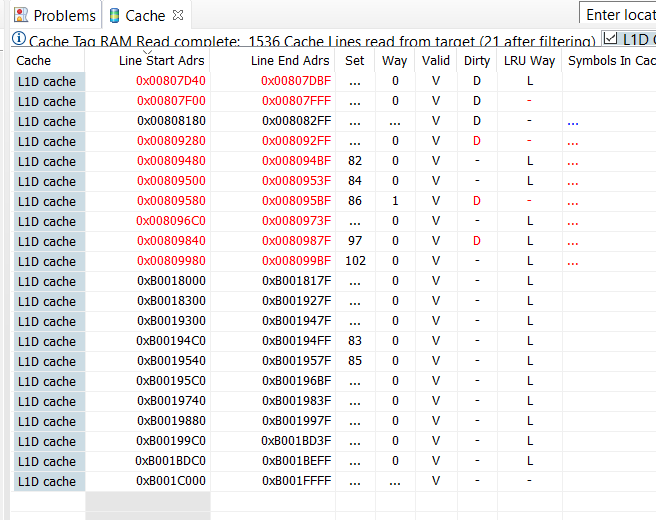 Problems Cache
Enter locat
Cache Tag RAM Read complete: 1536 Cache Lines read from target (21 after filtering) L1D
Cache Line Start Adrs Line End Adrs Set Way Valid Dirty LRU Way Symbols In Cac
L1D cache 0x00807D40 0x00807DBF ... 0 V D L
L1D cache 0x00807F00 0x00807FFF ... 0 V D -
L1D cache 0x00808180 0x008082FF ... ... V D - ...
L1D cache 0x00809280 0x008092FF ... 0 V D - ...
L1D cache 0x00809480 0x008094BF 82 0 V - L ...
L1D cache 0x00809500 0x0080953F 84 0 V - L ...
L1D cache 0x00809580 0x008095BF 86 1 V D - ...
L1D cache 0x008096C0 0x0080973F ... 0 V - L ...
L1D cache 0x00809840 0x0080987F 97 0 V D L ...
L1D cache 0x00809980 0x008099BF 102 0 V - L ...
L1D cache 0xB0018000 0xB001817F ... 0 V - L
L1D cache 0xB0018300 0xB001927F ... 0 V - L
L1D cache 0xB0019300 0xB001947F ... 0 V - L
L1D cache 0xB00194C0 0xB00194FF 83 0 V - L
L1D cache 0xB0019540 0xB001957F 85 0 V - L
L1D cache 0xB00195C0 0xB00196BF ... 0 V - L
L1D cache 0xB0019740 0xB001983F ... 0 V - L
L1D cache 0xB0019880 0xB001997F ... 0 V - L
L1D cache 0xB00199C0 0xB001BD3F ... 0 V - L
L1D cache 0xB001BDC0 0xB001BEFF ... 0 V - L
L1D cache 0xB001C000 0xB001FFFF ... ... V - -